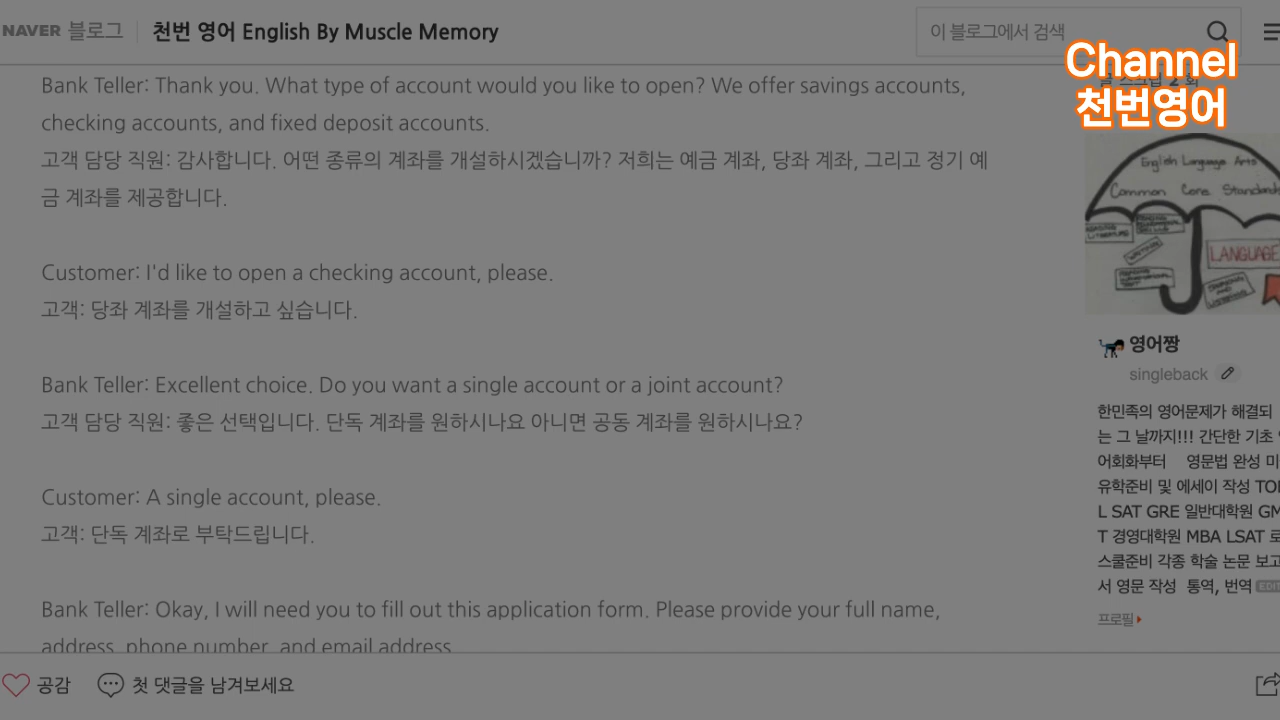 NAVER 블로그 천번 영어 English By Muscle Memory
이 블로그에서 검색
Channel
천번영어
Bank Teller: Thank you. What type of account would you like to open? We offer savings accounts,
checking accounts, and fixed deposit accounts.
고객 담당 직원: 감사합니다. 어떤 종류의 계좌를 개설하시겠습니까? 저희는 예금 계좌, 당좌 계좌, 그리고 정기 예
금 계좌를 제공합니다.
Customer: I'd like to open a checking account, please.
고객: 당좌 계좌를 개설하고 싶습니다.
Bank Teller: Excellent choice. Do you want a single account or a joint account?
고객 담당 직원: 좋은 선택입니다. 단독 계좌를 원하시나요 아니면 공동 계좌를 원하시나요?
Customer: A single account, please.
고객: 단독 계좌로 부탁드립니다.
Bank Teller: Okay, I will need you to fill out this application form. Please provide your full name,
address, phone number, and email address
English Language Arts
Common Core Standards
LANGUAGE
영어짱
singleback
한민족의 영어문제가 해결되
는 그 날까지!!! 간단한 기초
어회화부터 영문법 완성 미
유학준비 및 에세이 작성 TO
L SAT GRE 일반대학원 GM
T 경영대학원 MBA LSAT 로
스쿨준비 각종 학술 논문 보고
서 영문 작성 통역, 번역 EDIT
프로필
공감 첫 댓글을 남겨보세요